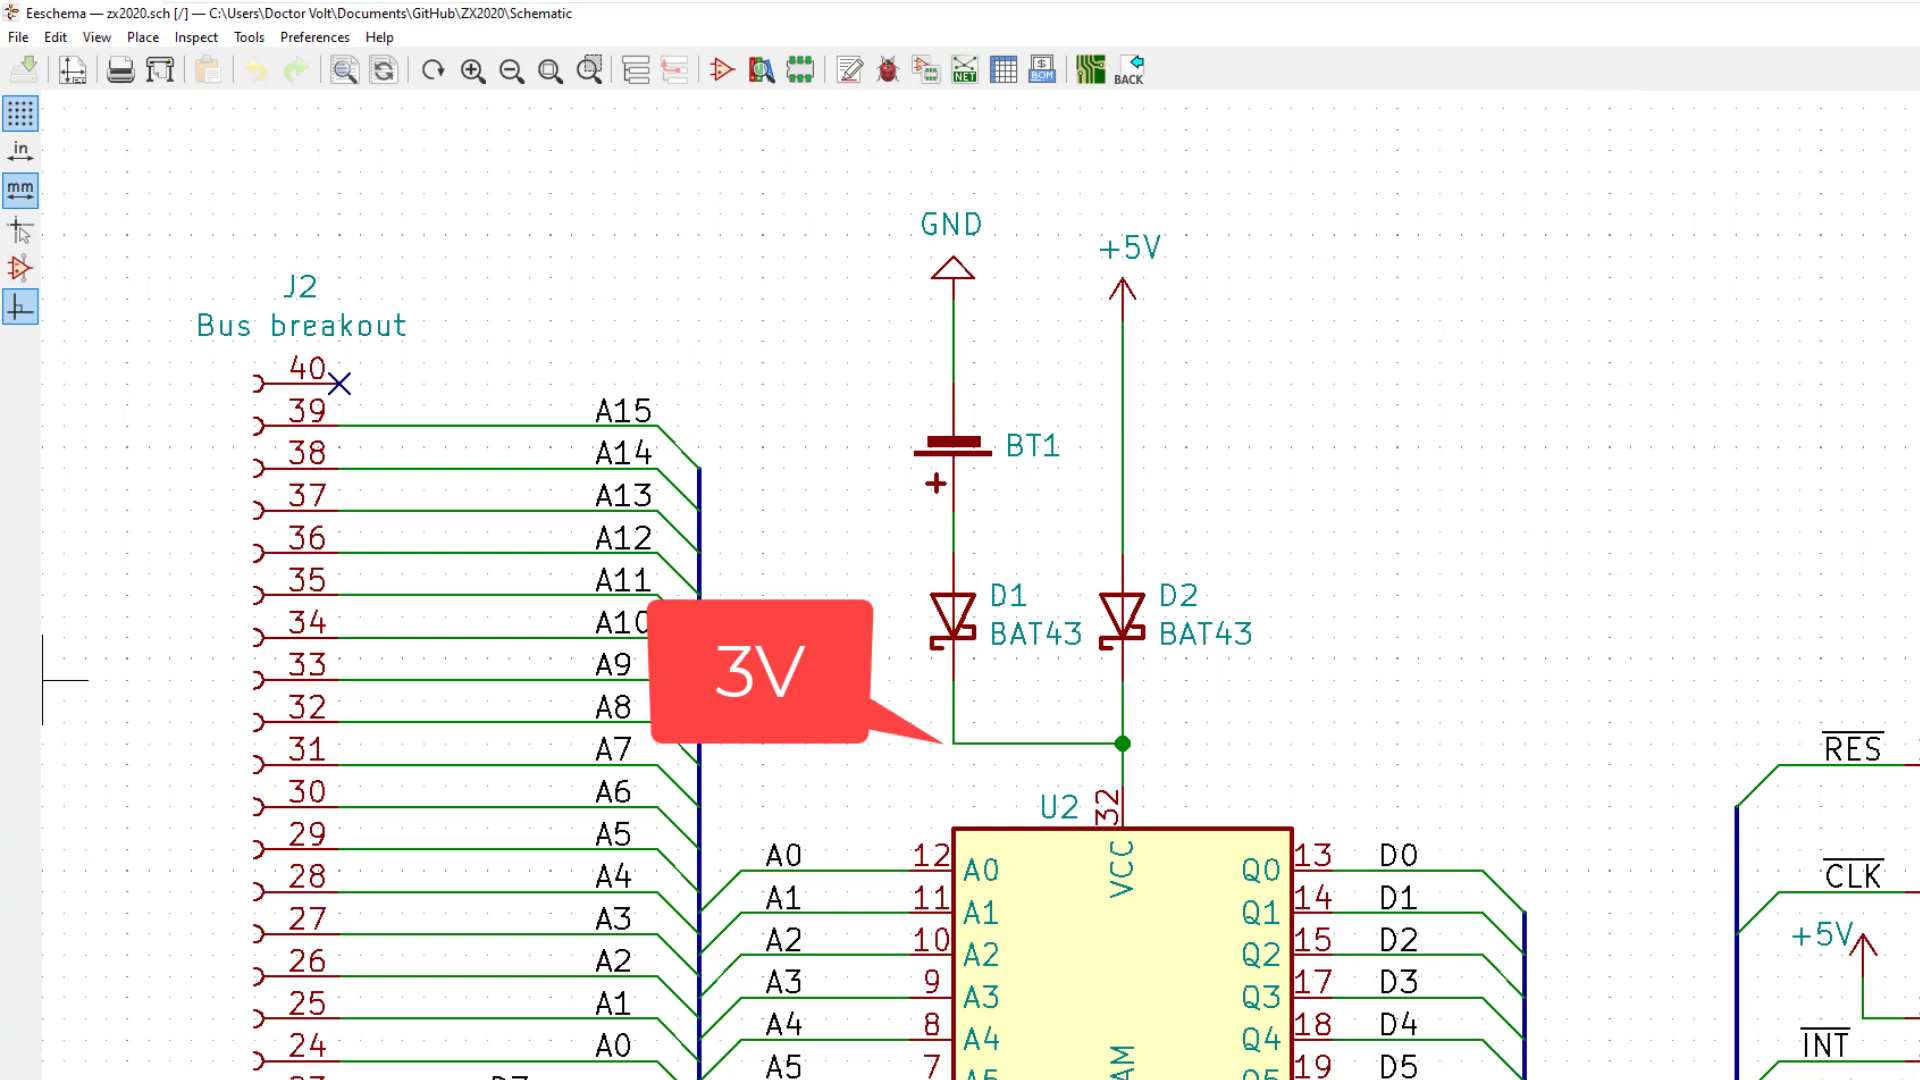 Eeschema — zx2020.sch [/] — C:\Users\Doctor Volt\Documents\GitHub\ZX2020\Schematic
File Edit View Place Inspect Tools Preferences Help
NET
BOM
BACK
in
mm
GND
+5V
J2
Bus breakout
40
39 A15
38 A14
37 A13
36 A12
35 A11
34 A10
33 A9
32 A8
31 A7
30 A6
29 A5
28 A4
27 A3
26 A2
25 A1
24 A0
BT1
+
D1
BAT43
D2
BAT43
3V
U2
32
VCC
A0 12 A0 Q0 13 D0
A1 11 A1 Q1 14 D1
A2 10 A2 Q2 15 D2
A3 9 A3 Q3 17 D3
A4 8 A4 Q4 18 D4
A5 7 A5 Q5 19 D5
RES
CLK
+5V
INT